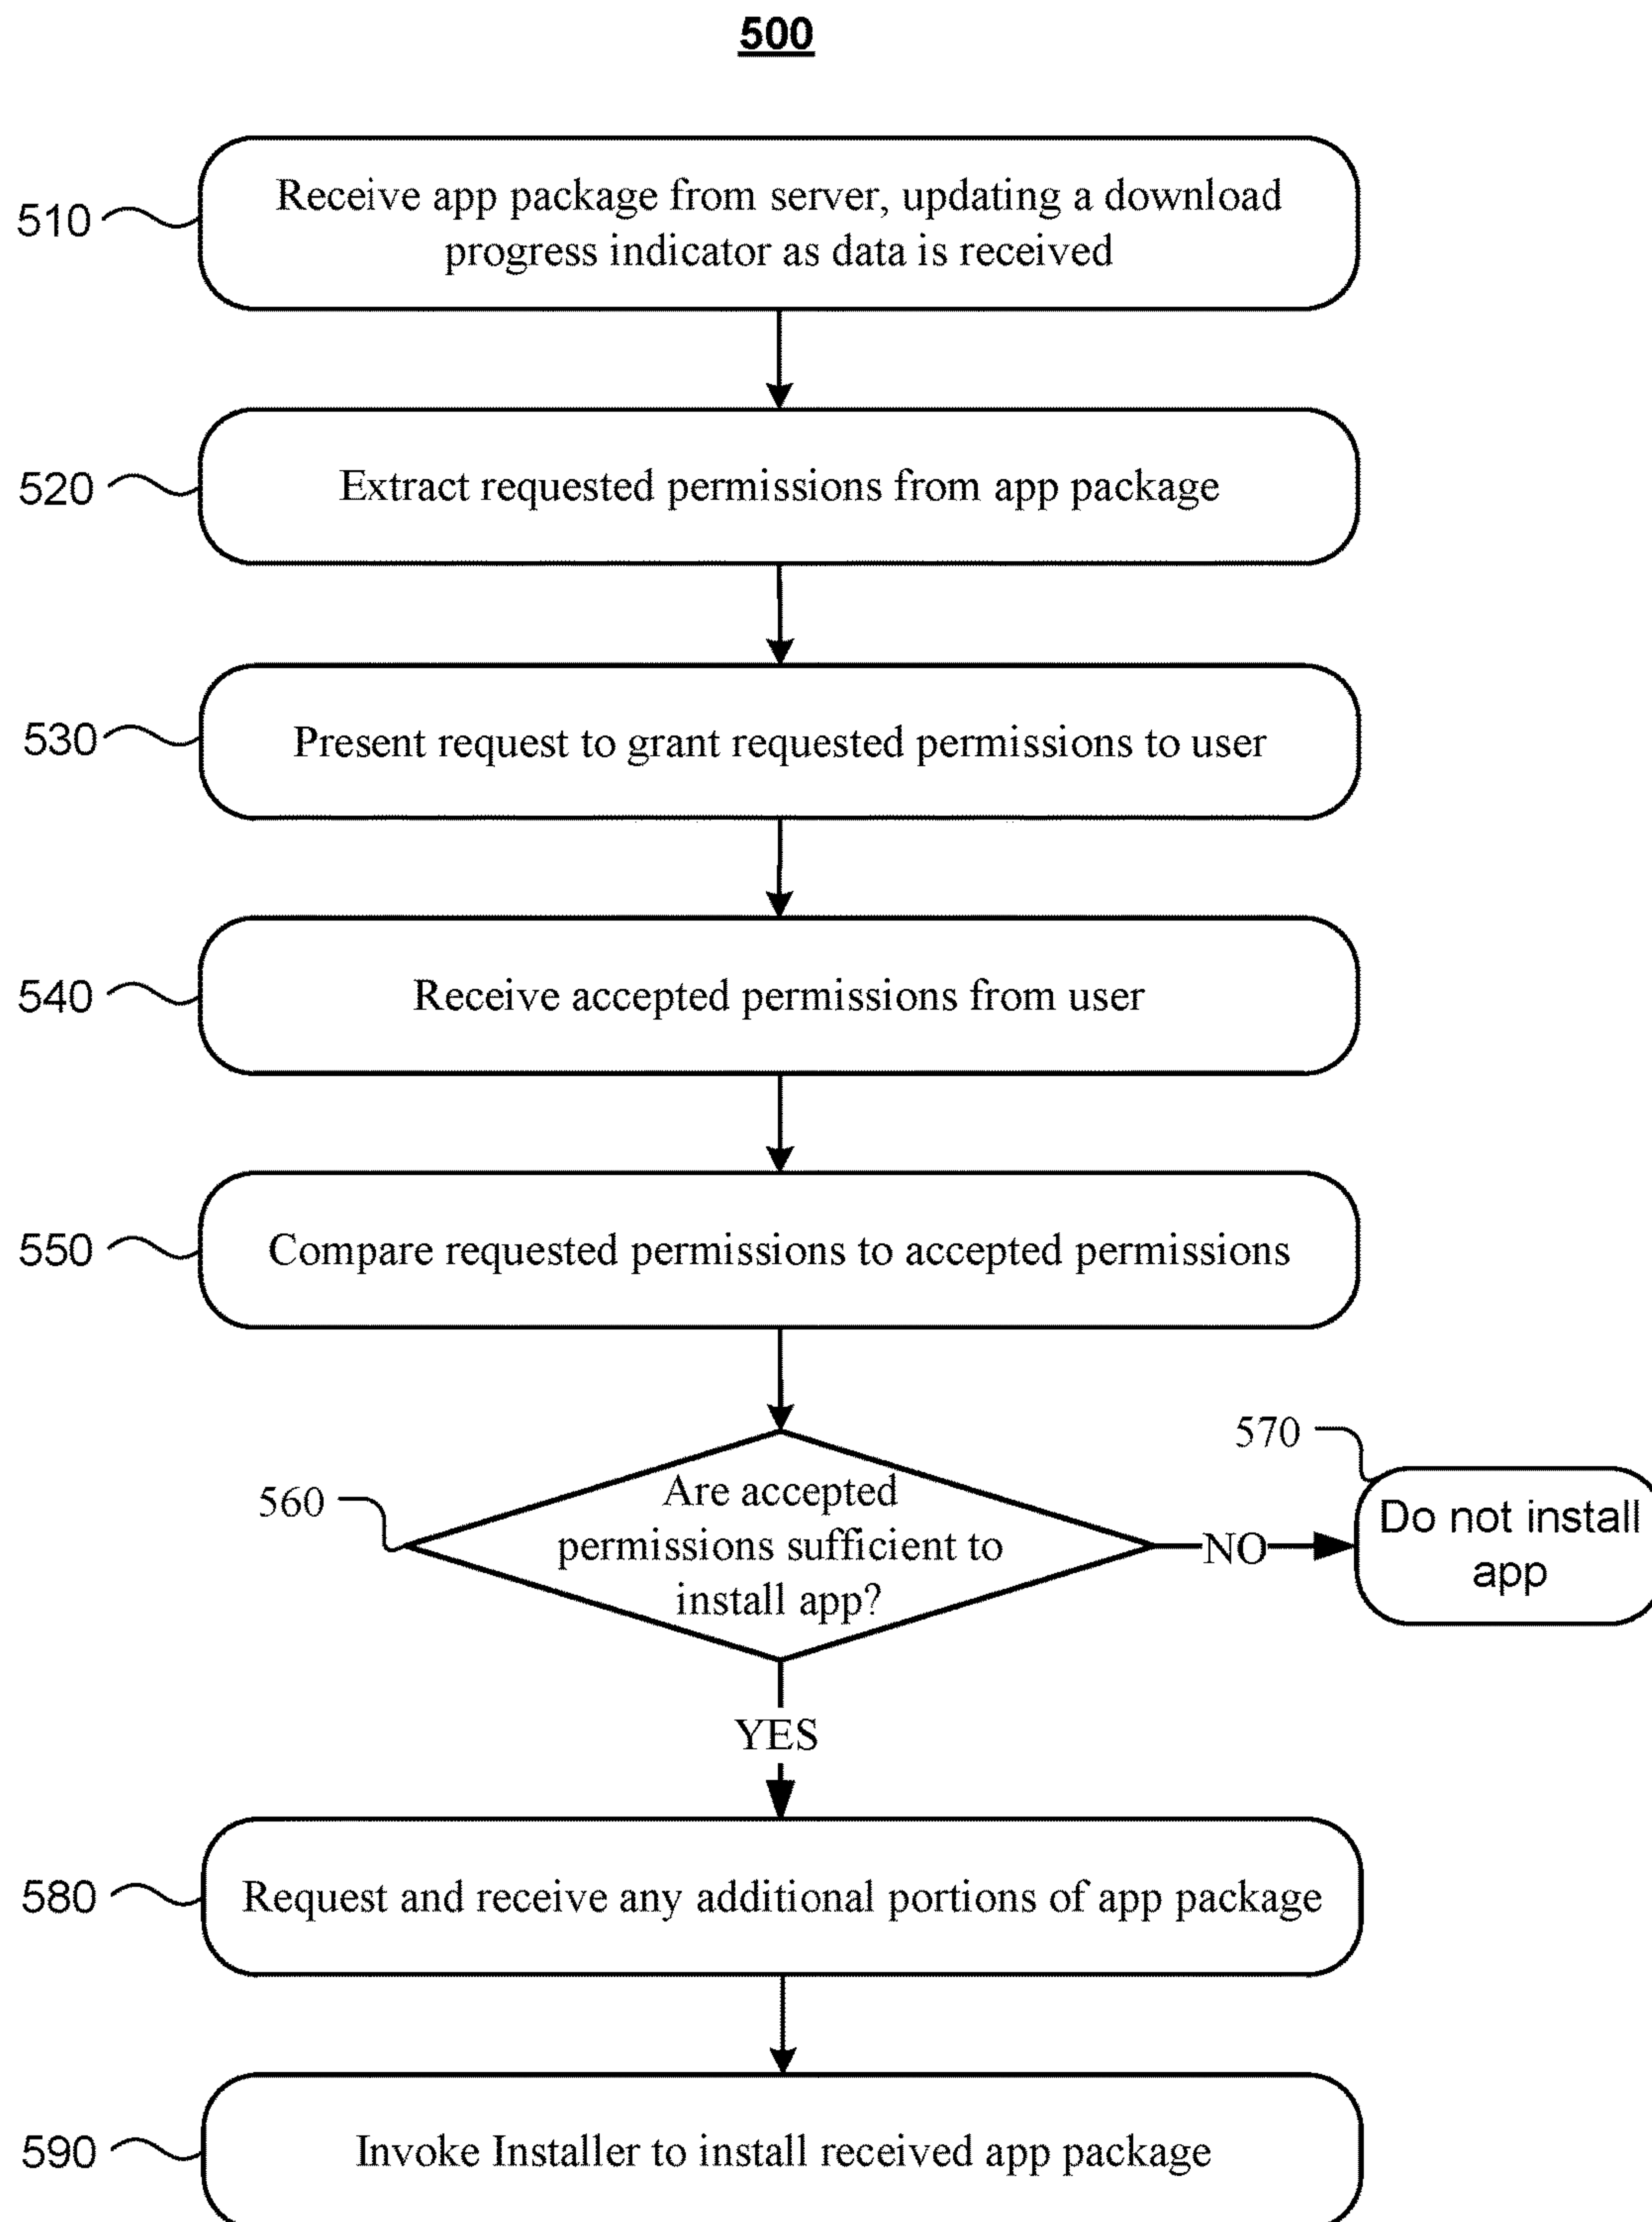 500
510
Receive app package from server, updating a download
progress indicator as data is received
520
Extract requested permissions from app package
530
Present request to grant requested permissions to user
540
Receive accepted permissions from user
550
Compare requested permissions to accepted permissions
560
Are accepted
permissions sufficient to
install app?
NO
570
Do not install
app
YES
580
Request and receive any additional portions of app package
590
Invoke Installer to install received app package